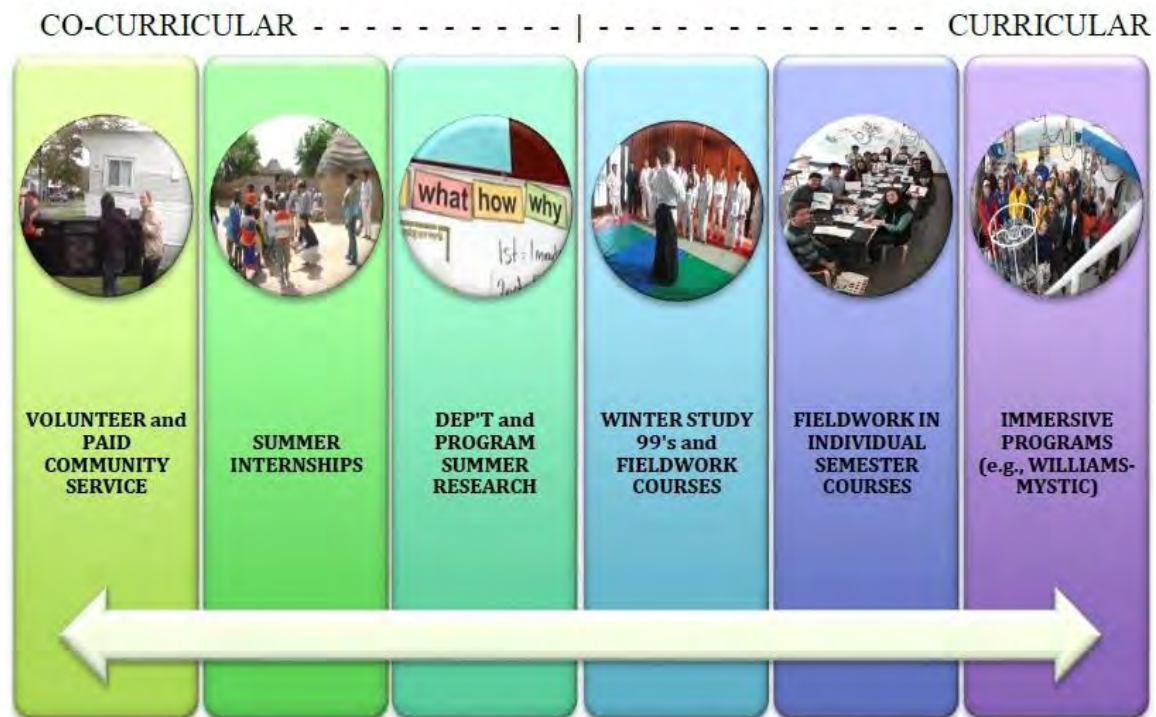 CO-CURRICULAR - - - - - - - - - - | - - - - - - - - - - - - - CURRICULAR
what how why
1st =
VOLUNTEER and
PAID
COMMUNITY
SERVICE
SUMMER
INTERNSHIPS
DEP'T and
PROGRAM
SUMMER
RESEARCH
WINTER STUDY
99's and
FIELDWORK
COURSES
FIELDWORK IN
INDIVIDUAL
SEMESTER
COURSES
IMMERSIVE
PROGRAMS
(e.g., WILLIAMS-
MYSTIC)